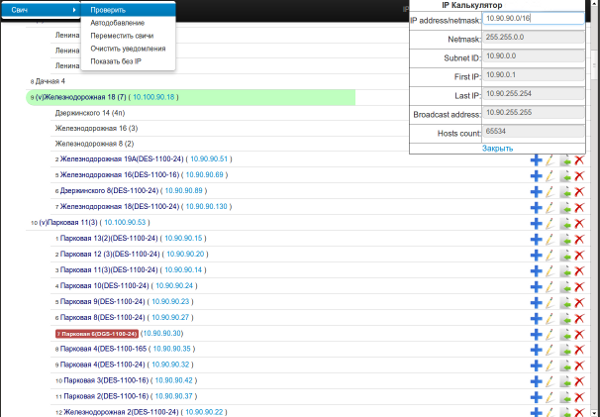 Свич
Проверить
Автодобавление
Переместить свичи
Очистить уведомления
Показать без IP
IP
IP Калькулятор
IP address/netmask: 10.90.90.0/16
Netmask: 255.255.0.0
Subnet ID: 10.90.0.0
First IP: 10.90.0.1
Last IP: 10.90.255.254
Broadcast address: 10.90.255.255
Hosts count: 65534
Закрыть
Ленина
Ленина
Ленина
8 Дачная 4
9 (v)Железнодорожная 18 (7) ( 10.100.90.18 )
Дзержинского 14 (4п)
Железнодорожная 16 (3)
Железнодорожная 8 (2)
2 Железнодорожная 19А(DES-1100-24) ( 10.90.90.51 )
5 Железнодорожная 16(DES-1100-16) ( 10.90.90.69 )
6 Дзержинского 8(DES-1100-24) ( 10.90.90.89 )
7 Железнодорожная 18(DES-1100-24) ( 10.90.90.130 )
10 (v)Парковая 11(3) ( 10.100.90.53 )
1 Парковая 13(2)(DES-1100-24) ( 10.90.90.15 )
2 Парковая 12 (3)(DES-1100-24) ( 10.90.90.20 )
3 Парковая 11(3)(DES-1100-24) ( 10.90.90.14 )
4 Парковая 10(DES-1100-24) ( 10.90.90.24 )
5 Парковая 9(DES-1100-24) ( 10.90.90.23 )
6 Парковая 8(DES-1100-24) ( 10.90.90.27 )
7 Парковая 6(DGS-1100-24) (10.90.90.30)
8 Парковая 4(DES-1100-165 ( 10.90.90.35 )
9 Парковая 4(DES-1100-24) ( 10.90.90.32 )
10 Парковая 3(DES-1100-16) ( 10.90.90.42 )
11 Парковая 2(DES-1100-16) ( 10.90.90.37 )
12 Железнодорожная 2(DES-1100-24) ( 10.90.90.22 )